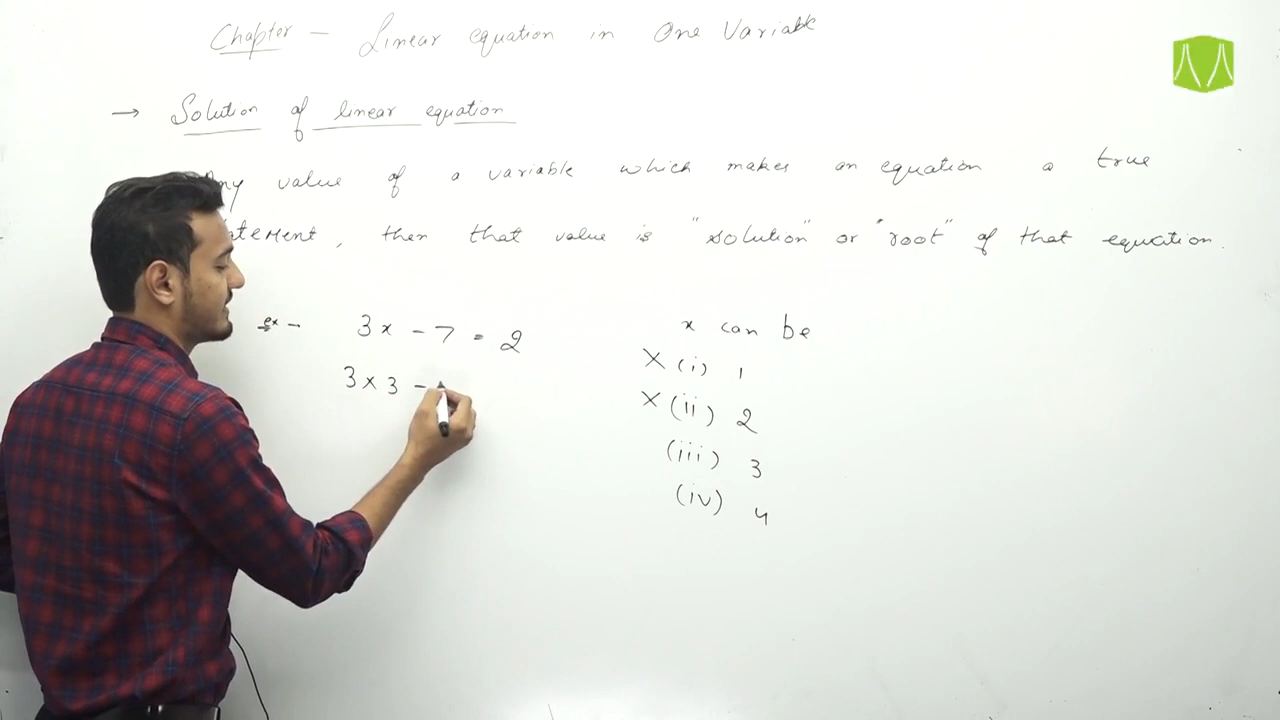 Chapter - Linear equation in One Variable
→ Solution of linear equation
Any value of a variable which makes an equation a true
statement, then that value is "solution" or "root" of that equation.
ex - 3x - 7 = 2
3 × 3 -
x can be
X (i) 1
X (ii) 2
(iii) 3
(iv) 4